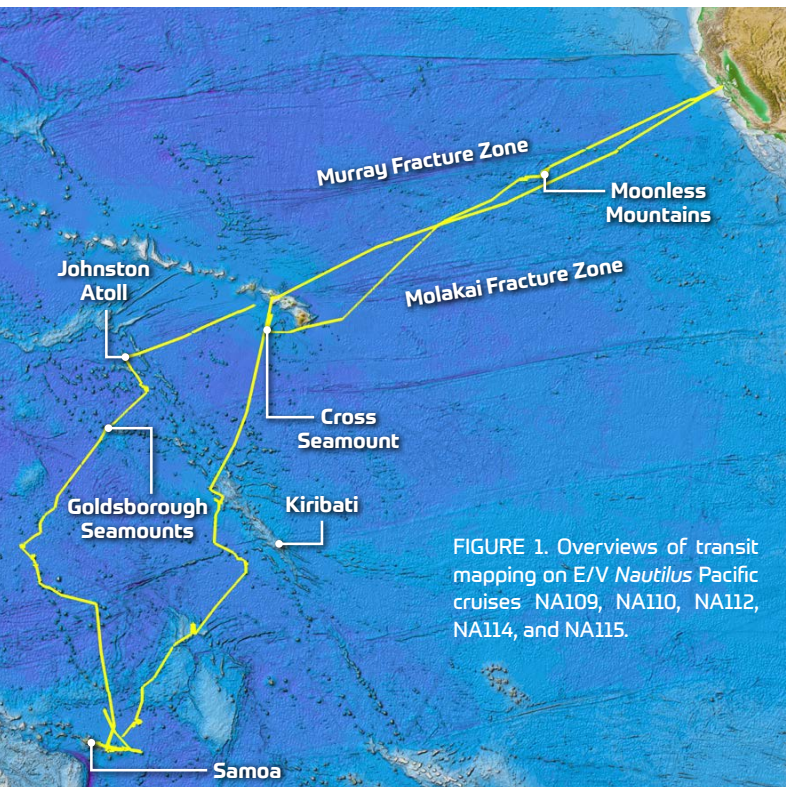 Murray Fracture Zone
Moonless
Mountains
Johnston
Atoll
Molakai Fracture Zone
Cross
Seamount
Goldsborough
Seamounts
Kiribati
FIGURE 1. Overviews of transit
mapping on E/V Nautilus Pacific
cruises NA109, NA110, NA112,
NA114, and NA115.
Samoa